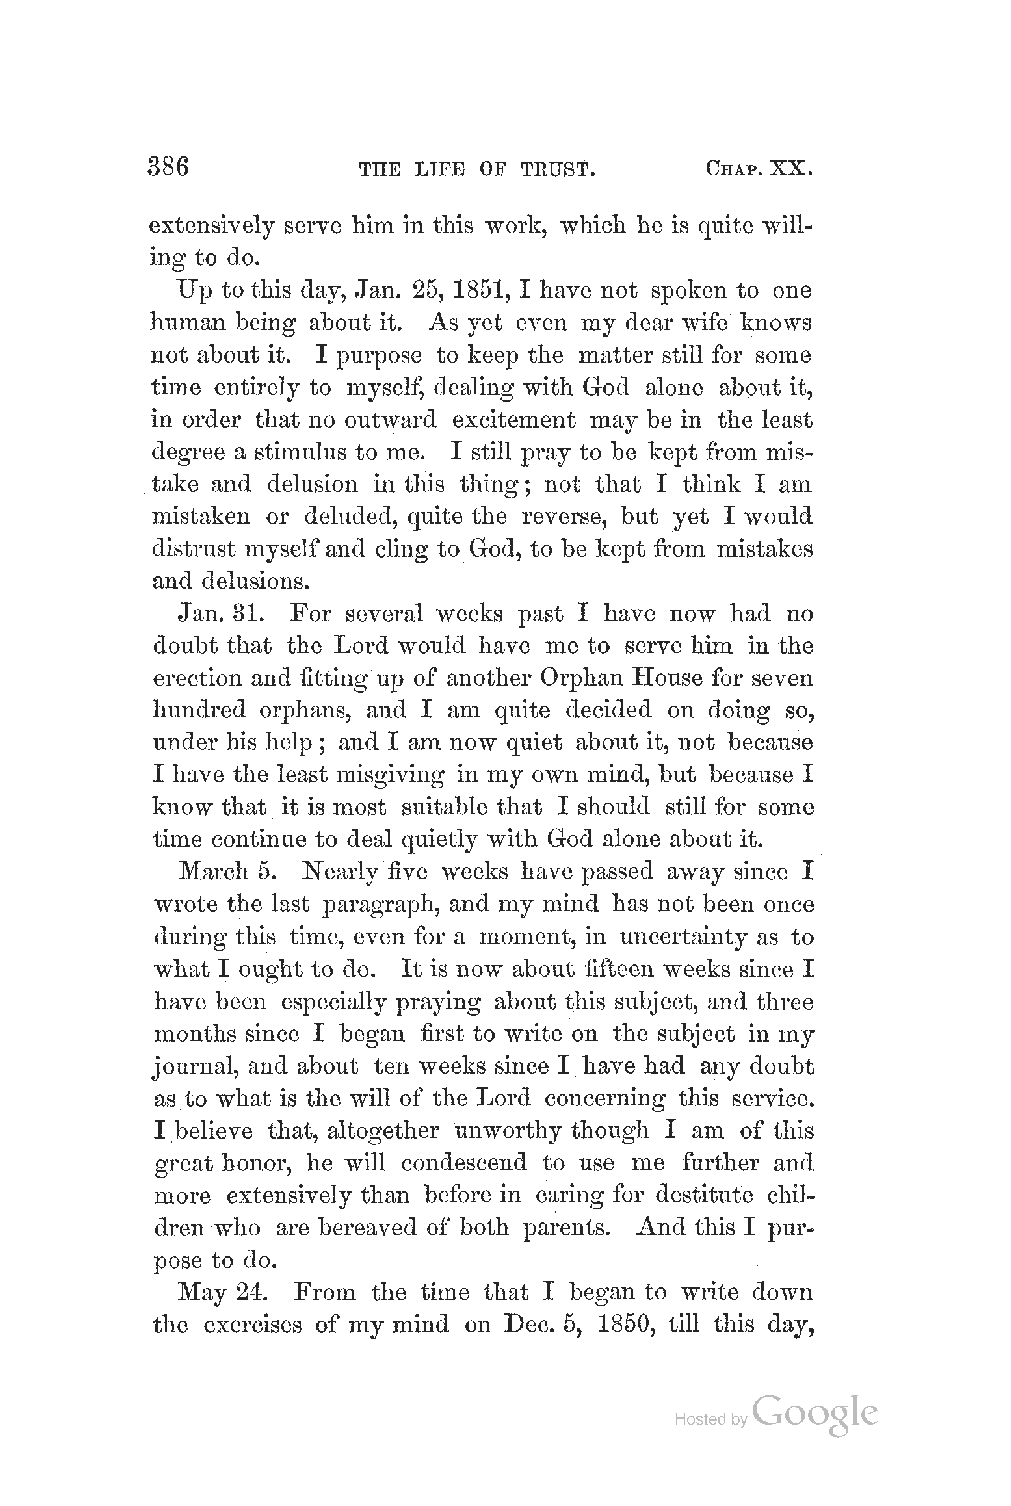 386 THE LIFE OF TRUST. CHAP. XX.
extensively serve him in this work, which he is quite will-
ing to do.
Up to this day, Jan. 25, 1851, I have not spoken to one
human being about it. As yet even my dear wife knows
not about it. I purpose to keep the matter still for some
time entirely to myself, dealing with God alone about it,
in order that no outward excitement may be in the least
degree a stimulus to me. I still pray to be kept from mis-
take and delusion in this thing; not that I think I am
mistaken or deluded, quite the reverse, but yet I would
distrust myself and cling to God, to be kept from mistakes
and delusions.
Jan. 31. For several weeks past I have now had no
doubt that the Lord would have me to serve him in the
erection and fitting up of another Orphan House for seven
hundred orphans, and I am quite decided on doing so,
under his help; and I am now quiet about it, not because
I have the least misgiving in my own mind, but because I
know that it is most suitable that I should still for some
time continue to deal quietly with God alone about it.
March 5. Nearly five weeks have passed away since I
wrote the last paragraph, and my mind has not been once
during this time, even for a moment, in uncertainty as to
what I ought to do. It is now about fifteen weeks since I
have been especially praying about this subject, and three
months since I began first to write on the subject in my
journal, and about ten weeks since I have had any doubt
as to what is the will of the Lord concerning this service.
I believe that, altogether unworthy though I am of this
great honor, he will condescend to use me further and
more extensively than before in caring for destitute chil-
dren who are bereaved of both parents. And this I pur-
pose to do.
May 24. From the time that I began to write down
the exercises of my mind on Dec. 5, 1850, till this day,
Hosted by Google